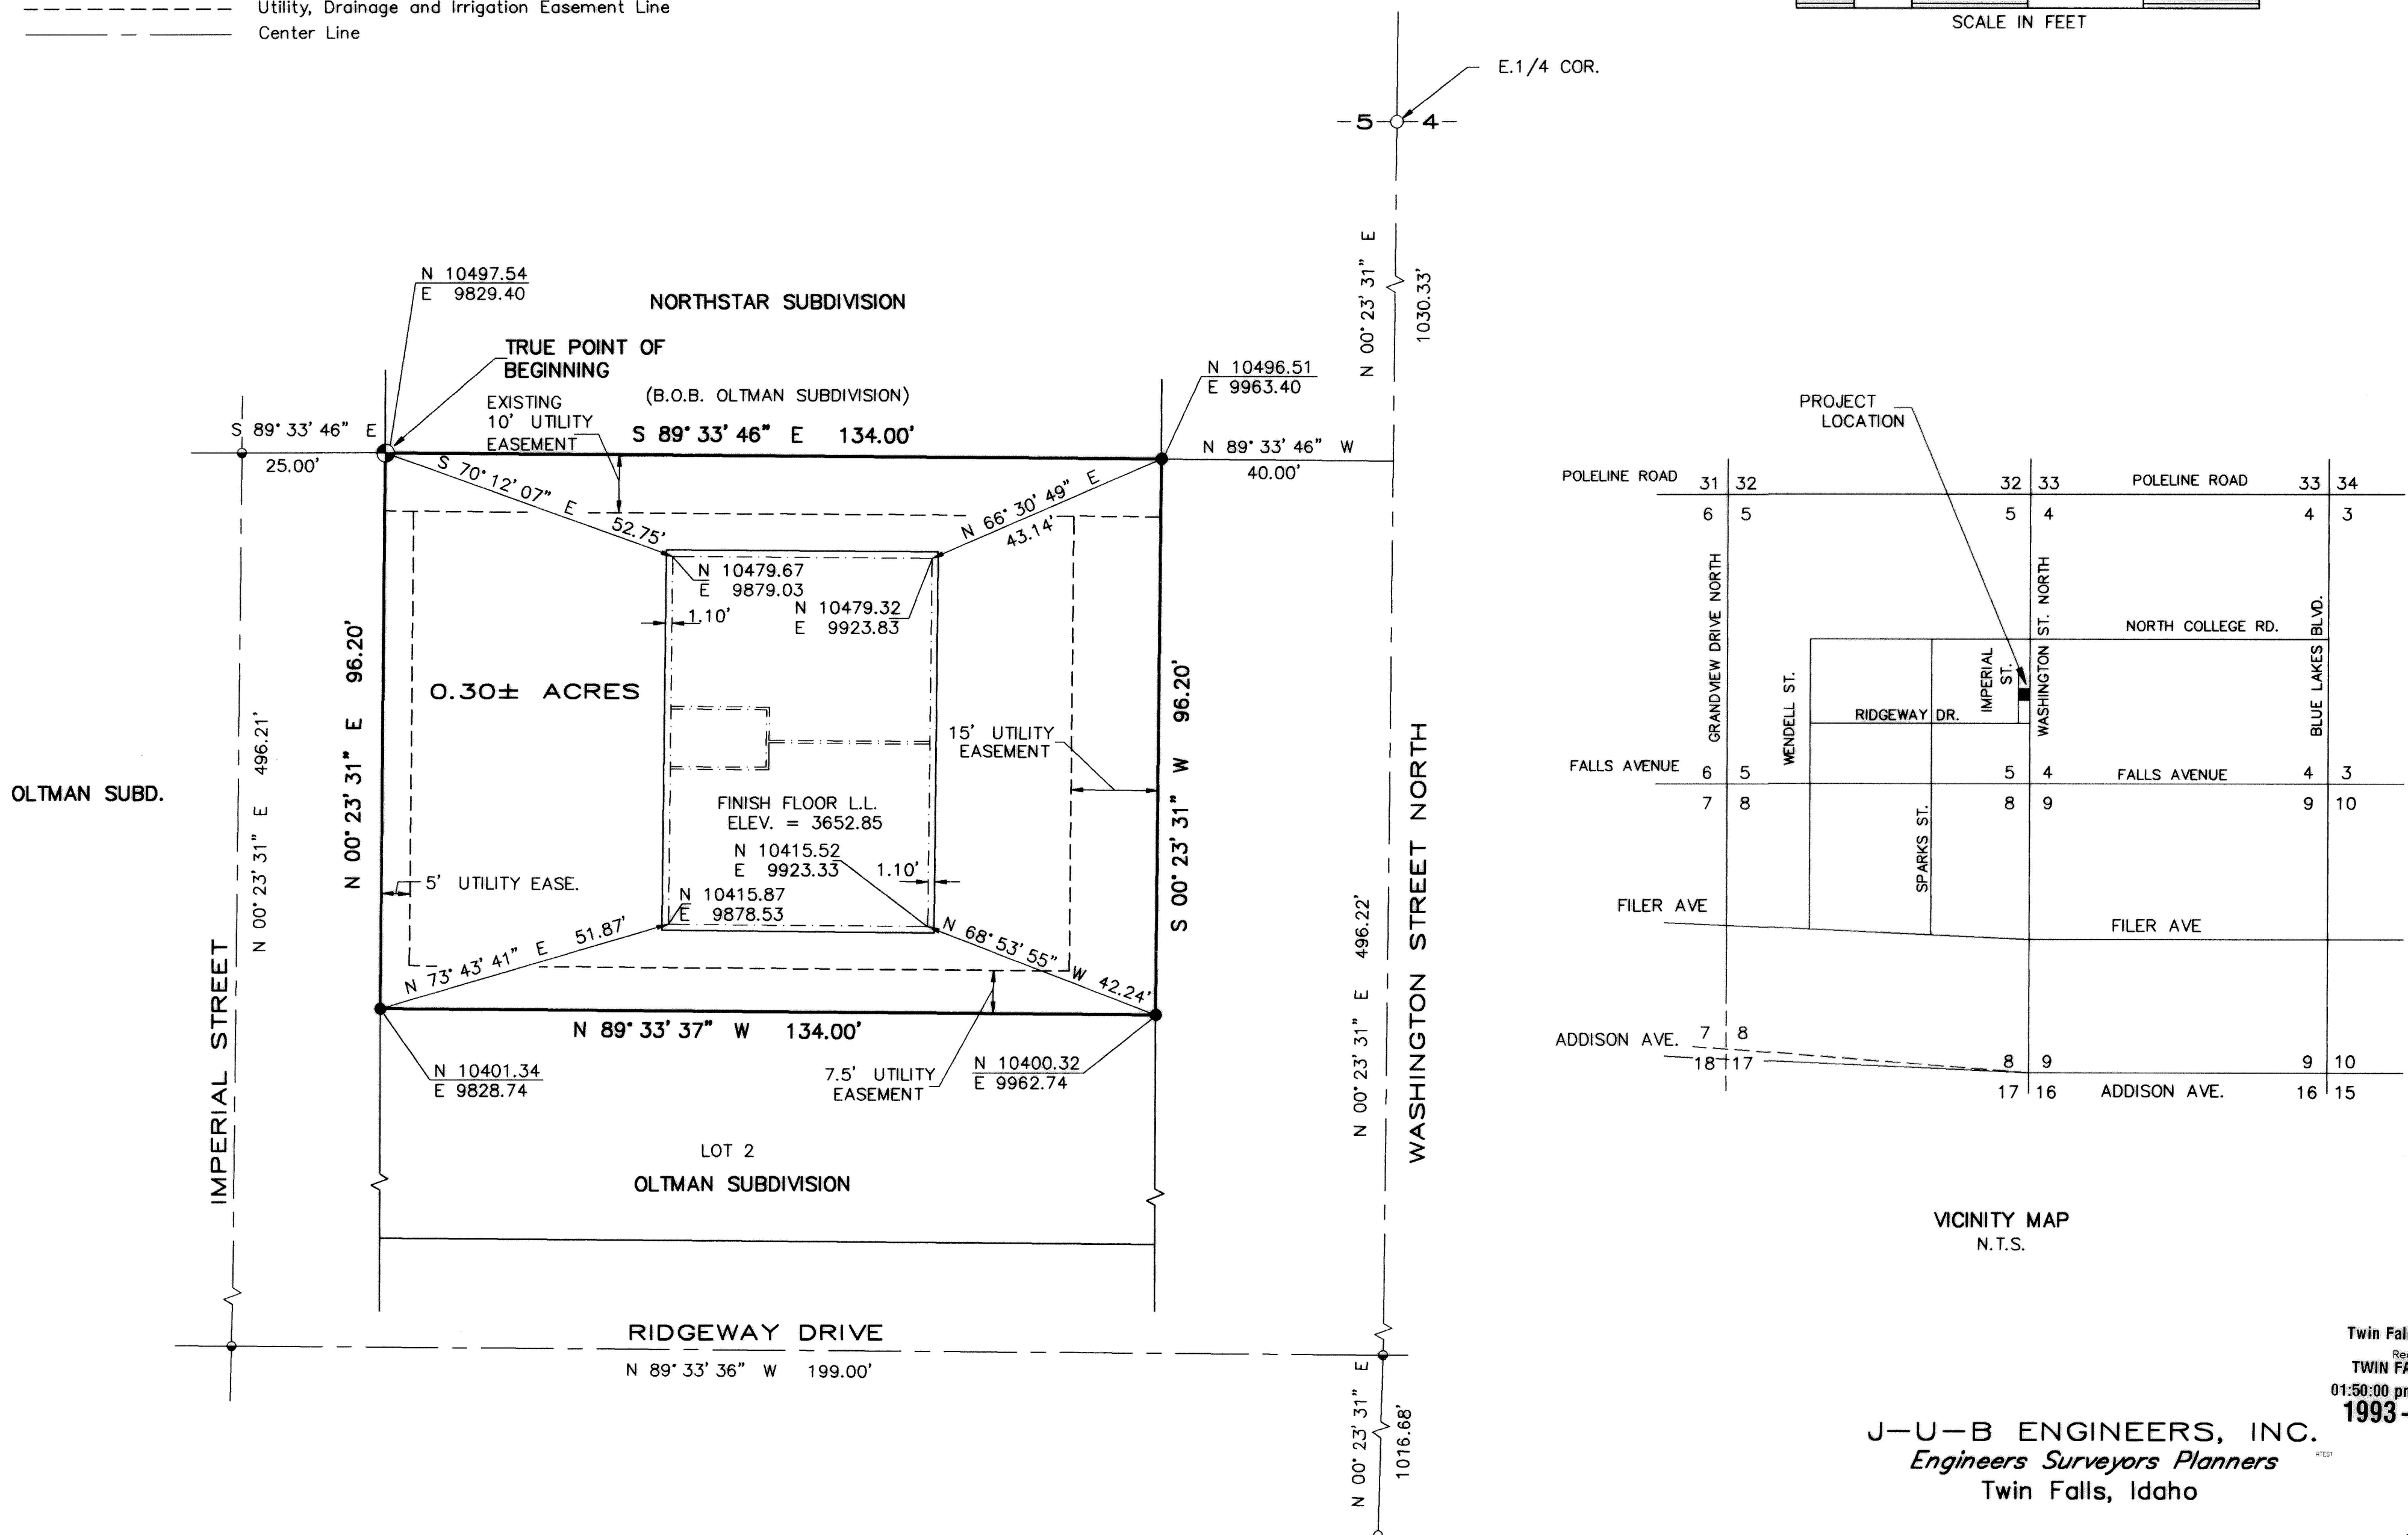 Utility, Drainage and Irrigation Easement Line
Center Line
SCALE IN FEET
E.1/4 COR.
5 4
N 00° 23' 31" E
1030.33'
N 10497.54
E 9829.40
NORTHSTAR SUBDIVISION
TRUE POINT OF
BEGINNING
(B.O.B. OLTMAN SUBDIVISION)
N 10496.51
E 9963.40
EXISTING
10' UTILITY
EASEMENT
S 89° 33' 46" E 134.00'
S 89° 33' 46" E
25.00'
N 89° 33' 46" W
40.00'
S 70° 12' 07" E
52.75'
N 66° 30' 49" E
43.14'
N 10479.67
E 9879.03
1.10'
N 10479.32
E 9923.83
N 00° 23' 31" E 96.20'
0.30± ACRES
S 00° 23' 31" W 96.20'
15' UTILITY
EASEMENT
N 00° 23' 31" E 496.21'
OLTMAN SUBD.
FINISH FLOOR L.L.
ELEV. = 3652.85
N 10415.52
E 9923.33
1.10'
5' UTILITY EASE.
N 10415.87
E 9878.53
N 73° 43' 41" E 51.87'
N 68° 53' 55" W 42.24'
IMPERIAL STREET
WASHINGTON STREET NORTH
N 00° 23' 31" E 496.22'
N 89° 33' 37" W 134.00'
N 10401.34
E 9828.74
7.5' UTILITY
EASEMENT
N 10400.32
E 9962.74
LOT 2
OLTMAN SUBDIVISION
RIDGEWAY DRIVE
N 89° 33' 36" W 199.00'
N 00° 23' 31" E
1016.68'
PROJECT
LOCATION
POLELINE ROAD 31 32 32 33 POLELINE ROAD 33 34
6 5 5 4 4 3
GRANDVIEW DRIVE NORTH
WENDELL ST.
IMPERIAL
ST.
WASHINGTON ST. NORTH
NORTH COLLEGE RD.
BLUE LAKES BLVD.
RIDGEWAY DR.
FALLS AVENUE 6 5 5 4 FALLS AVENUE 4 3
7 8 8 9 9 10
SPARKS ST.
FILER AVE
FILER AVE
ADDISON AVE. 7 8
18 17 8 9 9 10
17 16 ADDISON AVE. 16 15
VICINITY MAP
N.T.S.
Twin Fal
Re
TWIN FA
01:50:00 pm
1993-
J-U-B ENGINEERS, INC.
Engineers Surveyors Planners
Twin Falls, Idaho